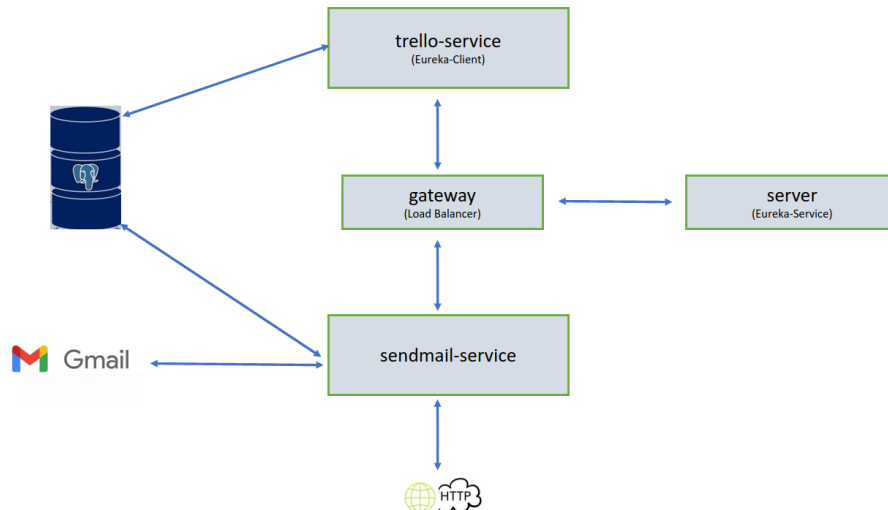 trello-service
(Eureka-Client)
gateway
(Load Balancer)
server
(Eureka-Service)
sendmail-service
Gmail
HTTP